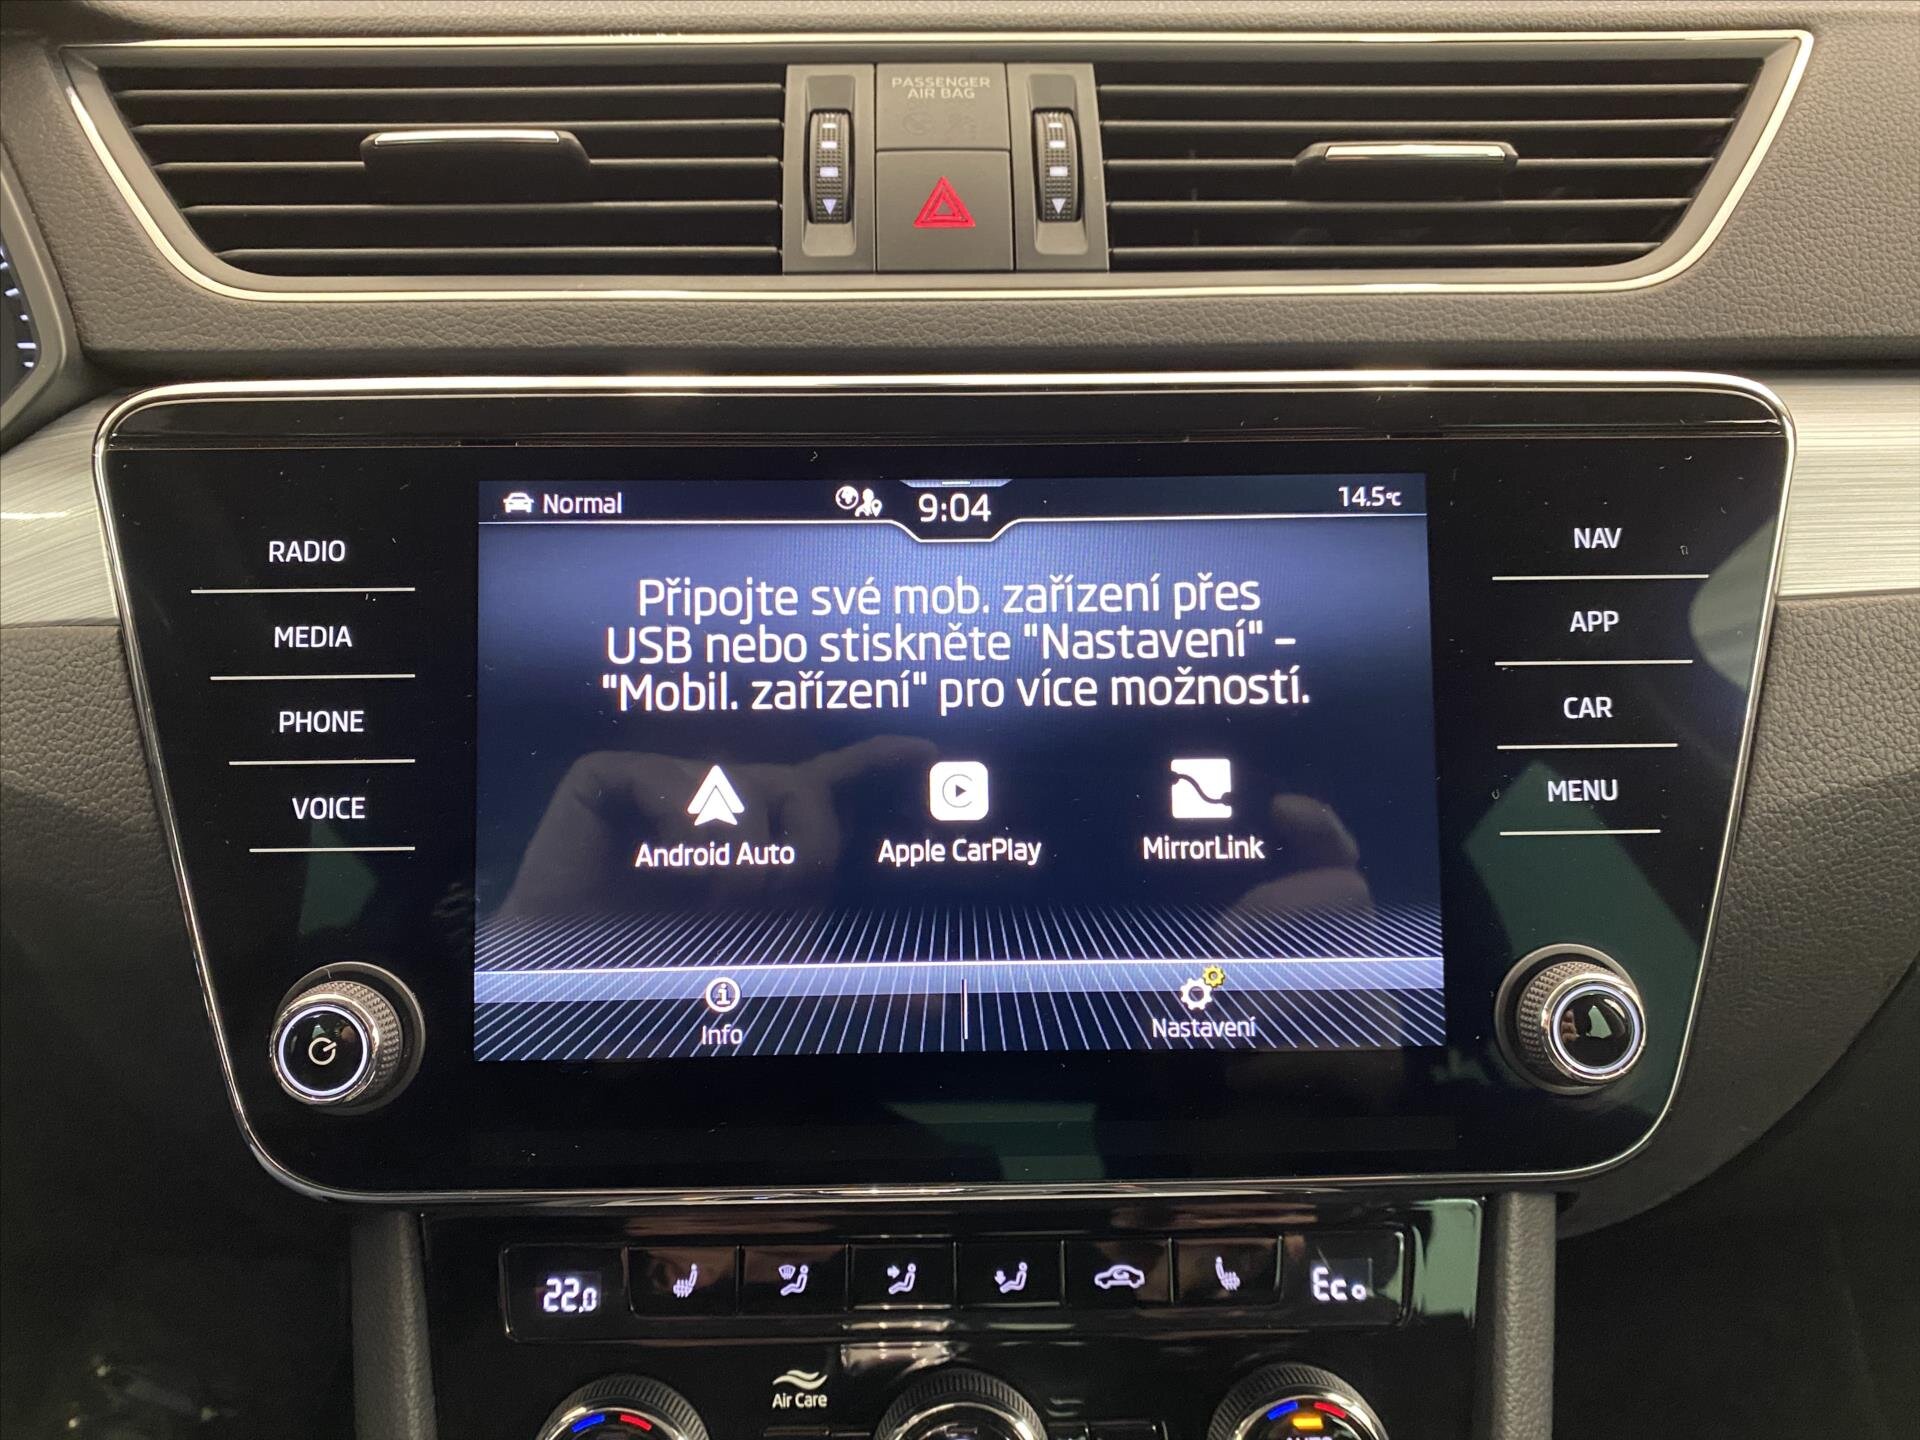 PASSENGER
AIR BAG
Normal
9:04
14,5°C
RADIO
MEDIA
PHONE
VOICE
Připojte své mob. zařízení přes
USB nebo stiskněte "Nastavení" –
"Mobil. zařízení" pro více možností.
Android Auto
Apple CarPlay
MirrorLink
Info
Nastavení
NAV
APP
CAR
MENU
22,0
Eco
Air Care
AUTO